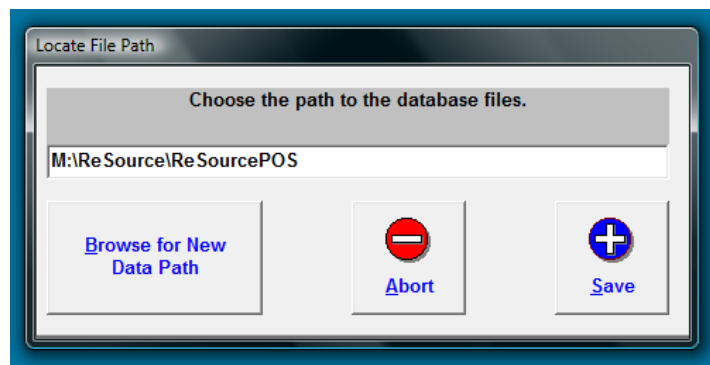 Locate File Path
Choose the path to the database files.
M:\ReSource\ReSourcePOS
Browse for New
Data Path
Abort
Save